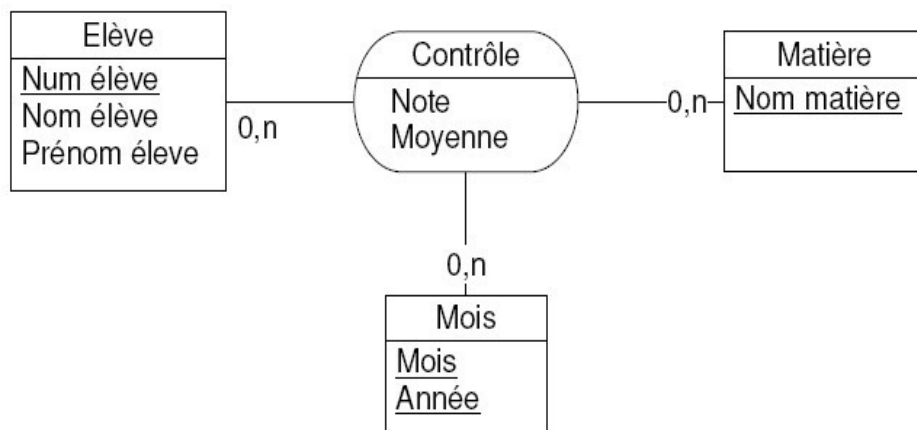 Elève
Num élève
Nom élève
Prénom éleve
0,n
Contrôle
Note
Moyenne
0,n
Matière
Nom matière
0,n
Mois
Mois
Année